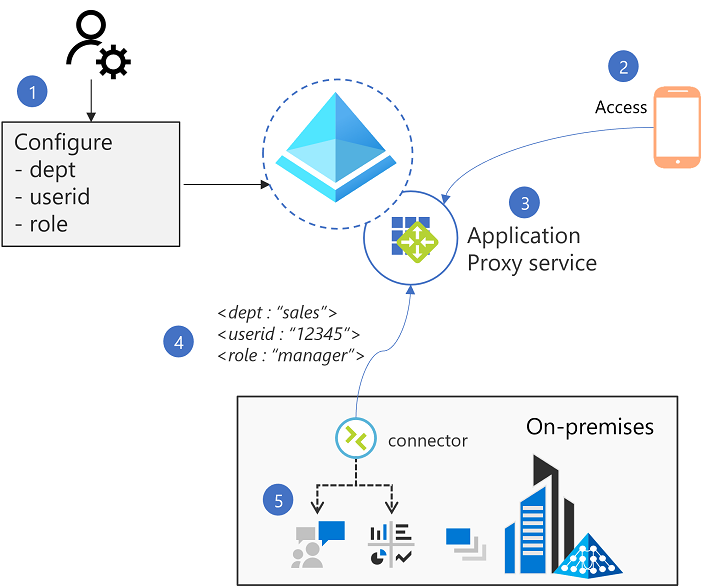 1
Configure
- dept
- userid
- role
2
Access
3
Application
Proxy service
4
<dept : “sales”>
<userid : “12345”>
<role : “manager”>
connector
On-premises
5